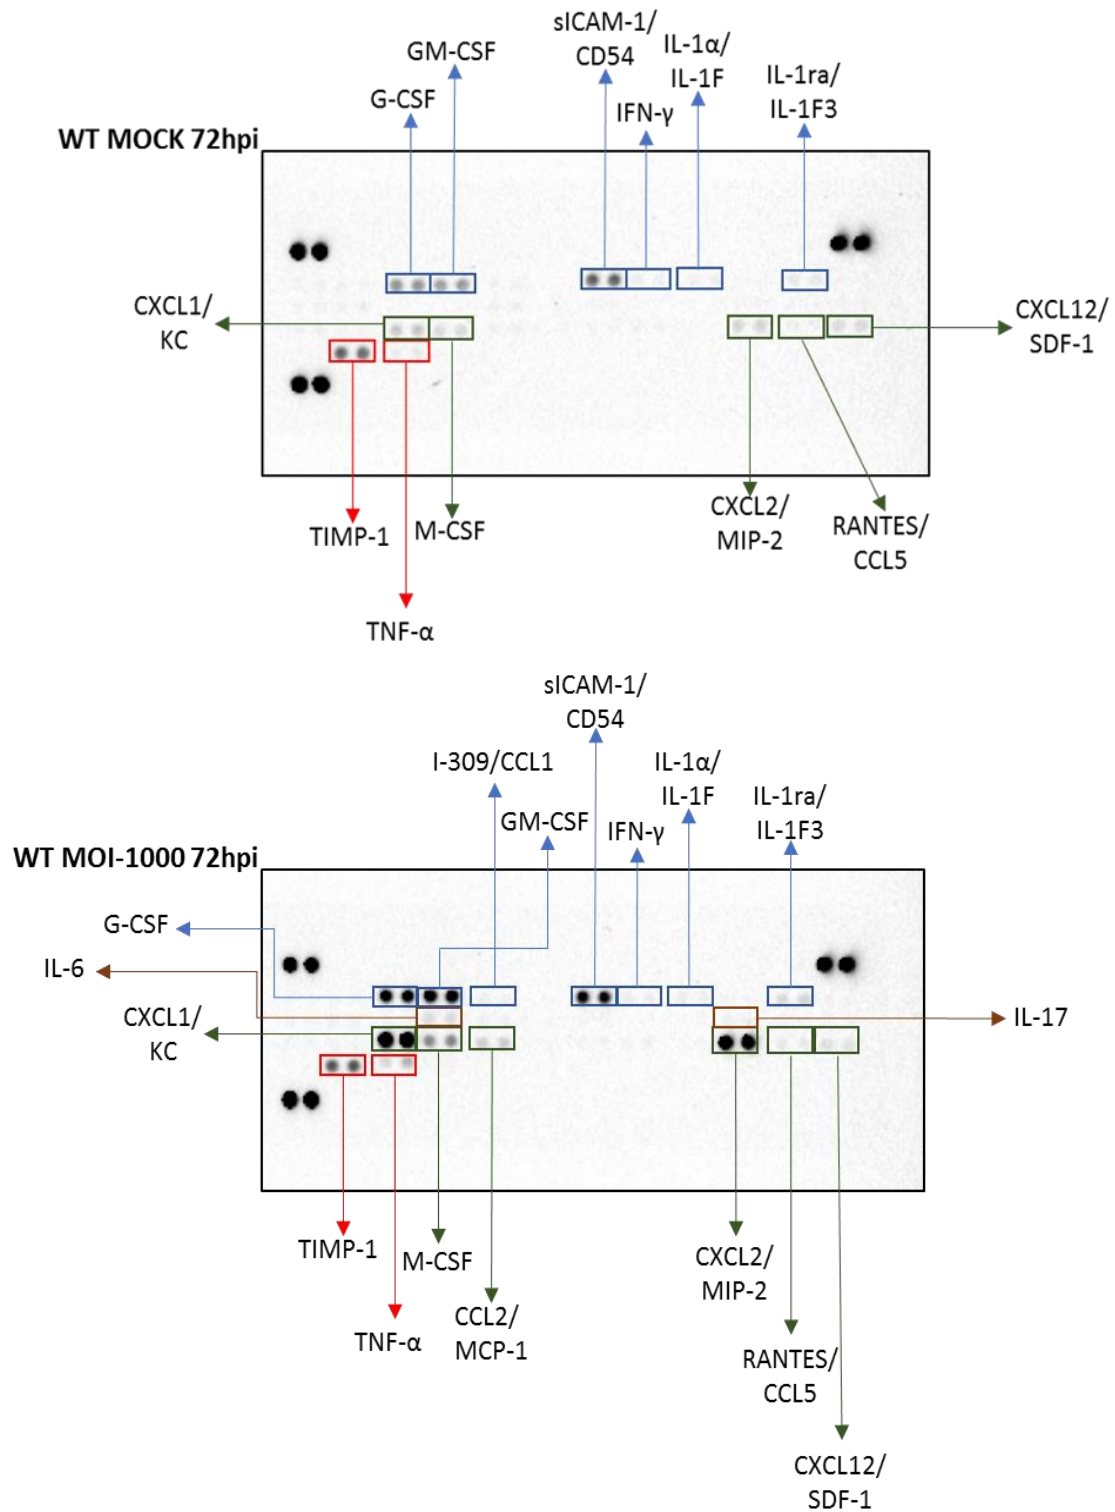 sICAM-1/
CD54
GM-CSF
IL-1α/
IL-1F
G-CSF
IFN-γ
IL-1ra/
IL-1F3
WT MOCK 72hpi
CXCL1/
KC
CXCL12/
SDF-1
TIMP-1
M-CSF
CXCL2/
MIP-2
RANTES/
CCL5
TNF-α
sICAM-1/
CD54
I-309/CCL1
IL-1α/
IL-1F
GM-CSF
IFN-γ
IL-1ra/
IL-1F3
WT MOI-1000 72hpi
G-CSF
IL-6
CXCL1/
KC
IL-17
TIMP-1
M-CSF
CXCL2/
MIP-2
TNF-α
CCL2/
MCP-1
RANTES/
CCL5
CXCL12/
SDF-1